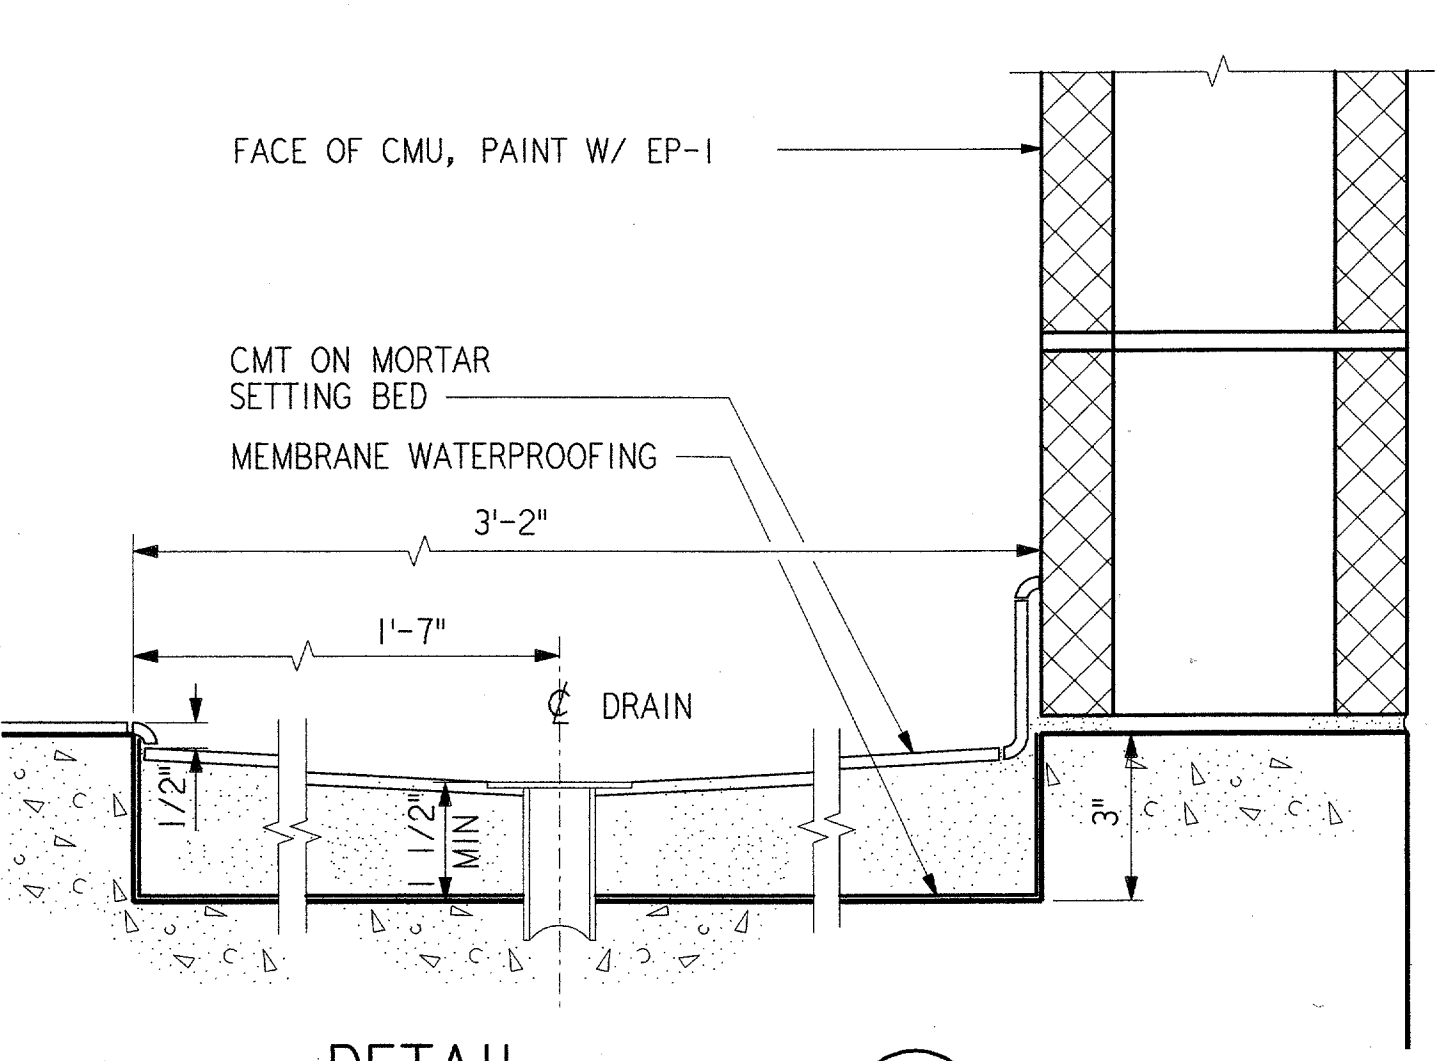 FACE OF CMU, PAINT W/ EP-1
CMT ON MORTAR
SETTING BED
MEMBRANE WATERPROOFING
3'-2"
1'-7"
℄ DRAIN
1/2"
1 1/2"
MIN
3"
DETAIL